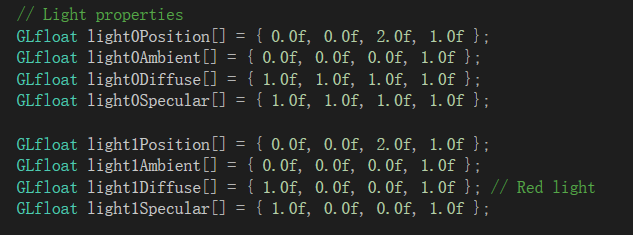 // Light properties
GLfloat light0Position[] = { 0.0f, 0.0f, 2.0f, 1.0f };
GLfloat light0Ambient[] = { 0.0f, 0.0f, 0.0f, 1.0f };
GLfloat light0Diffuse[] = { 1.0f, 1.0f, 1.0f, 1.0f };
GLfloat light0Specular[] = { 1.0f, 1.0f, 1.0f, 1.0f };
GLfloat light1Position[] = { 0.0f, 0.0f, 2.0f, 1.0f };
GLfloat light1Ambient[] = { 0.0f, 0.0f, 0.0f, 1.0f };
GLfloat light1Diffuse[] = { 1.0f, 0.0f, 0.0f, 1.0f }; // Red light
GLfloat light1Specular[] = { 1.0f, 0.0f, 0.0f, 1.0f };